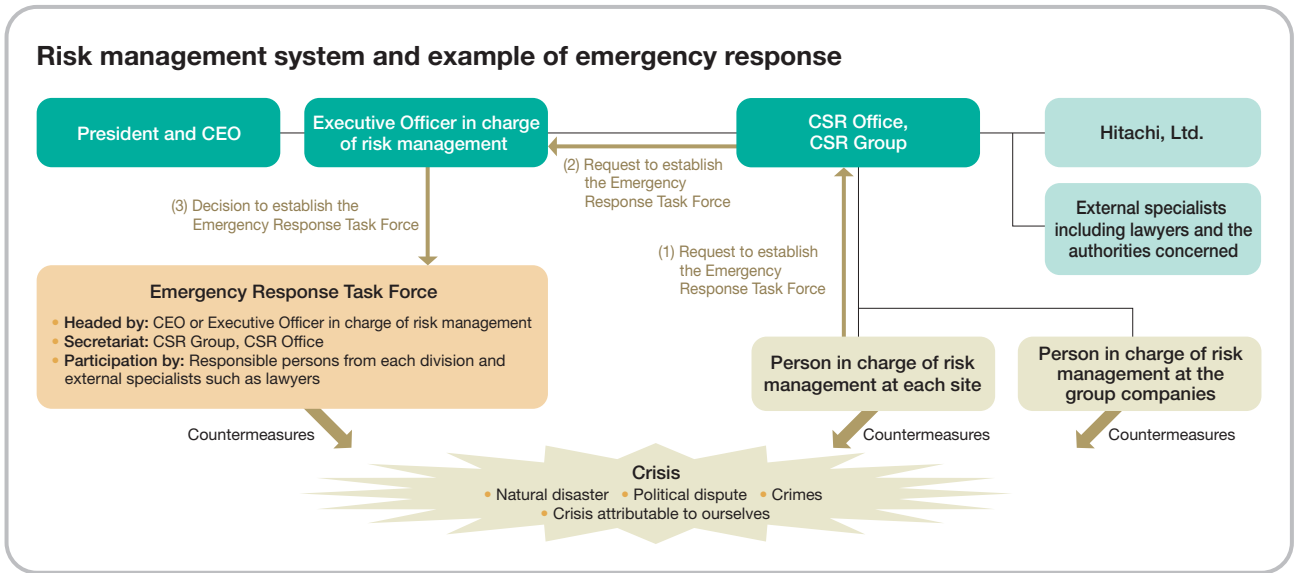 Risk management system and example of emergency response
President and CEO
Executive Officer in charge
of risk management
CSR Office,
CSR Group
Hitachi, Ltd.
(2) Request to establish
the Emergency
Response Task Force
(3) Decision to establish the
Emergency Response Task Force
External specialists
including lawyers and the
authorities concerned
(1) Request to establish
the Emergency
Response Task Force
Emergency Response Task Force
• Headed by: CEO or Executive Officer in charge of risk management
• Secretariat: CSR Group, CSR Office
• Participation by: Responsible persons from each division and
external specialists such as lawyers
Person in charge of risk
management at each site
Person in charge of risk
management at the
group companies
Countermeasures
Countermeasures
Countermeasures
Crisis
• Natural disaster • Political dispute • Crimes
• Crisis attributable to ourselves